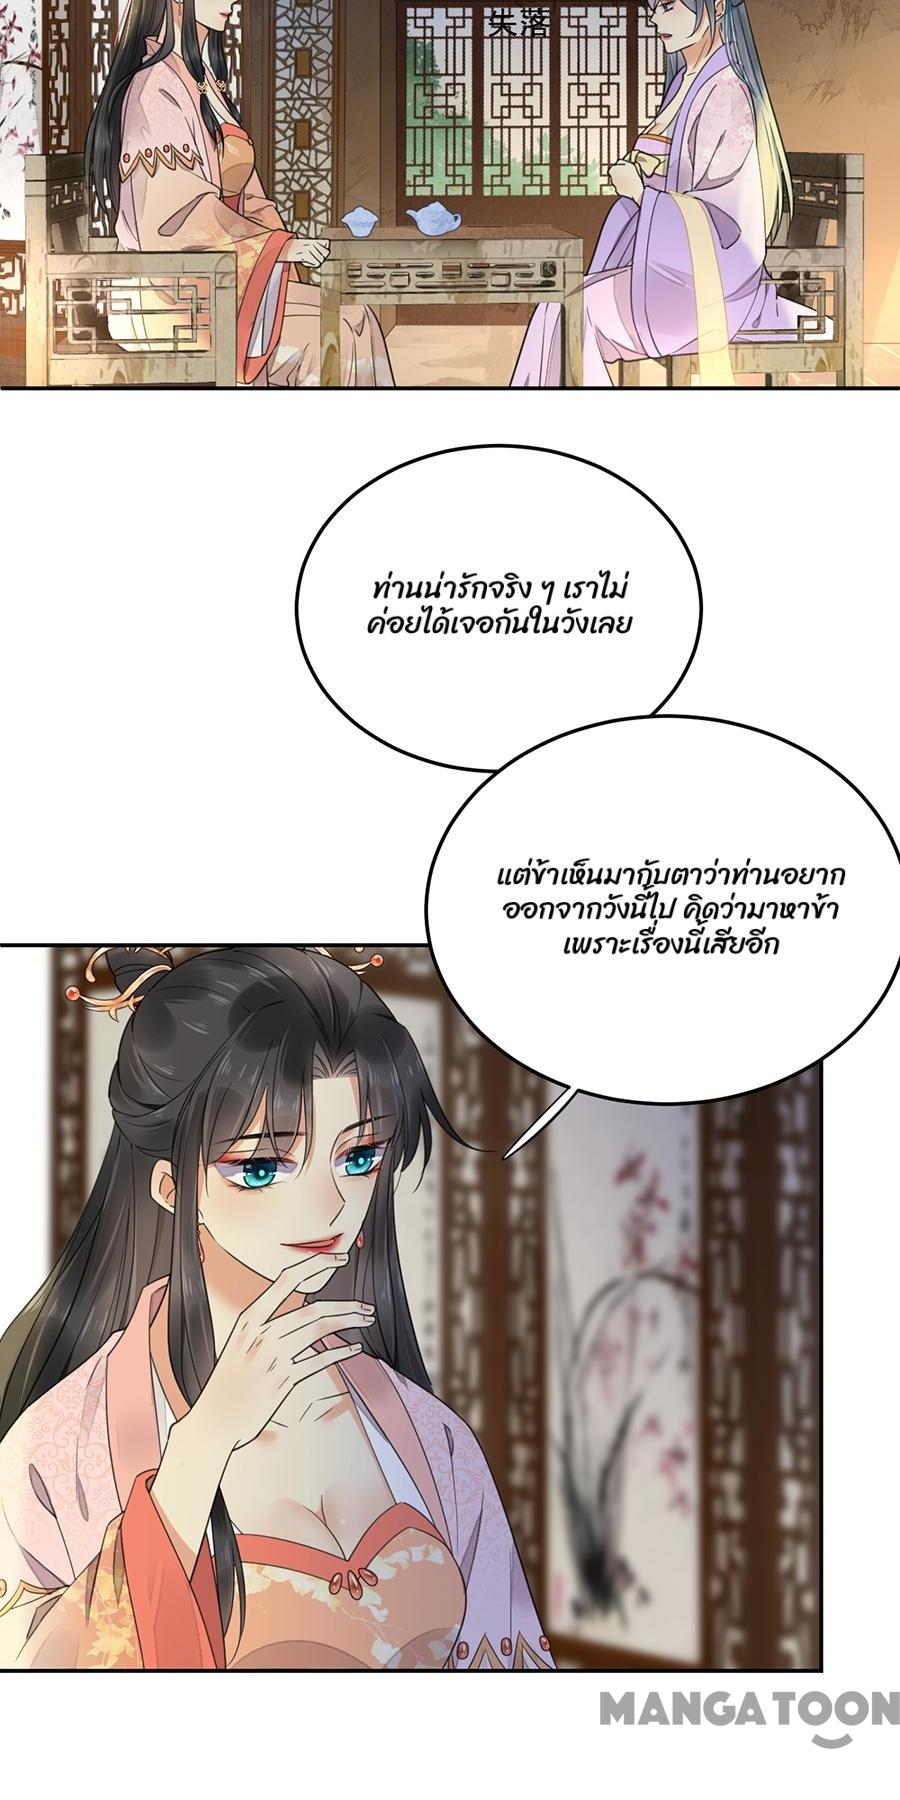 失落
ท่านน่ารักจริง ๆ เราไม่
ค่อยได้เจอกันในวังเลย
แต่ข้าเห็นมากับตาว่าท่านอยาก
ออกจากวังนี้ไป คิดว่ามาหาข้า
เพราะเรื่องนี้เสียอีก
MANGATOON